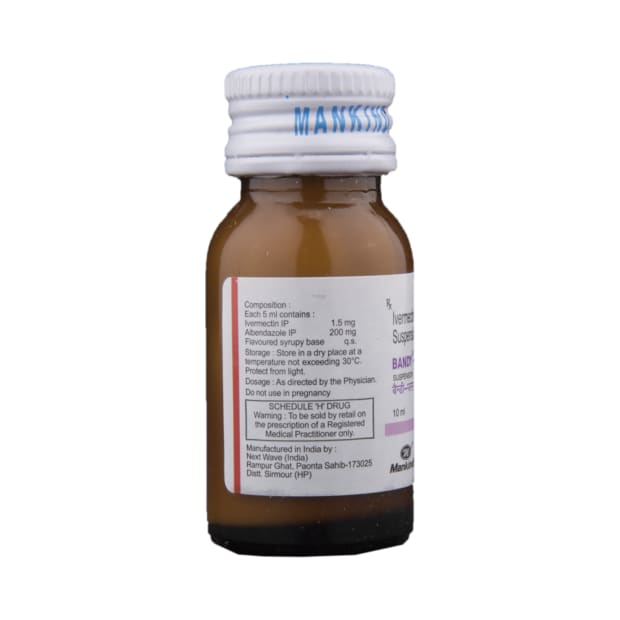 MANKIND
Composition :
Each 5 ml contains :
Ivermectin IP 1.5 mg
Albendazole IP 200 mg
Flavoured syrupy base q.s.
Storage : Store in a dry place at a
temperature not exceeding 30°C.
Protect from light.
Dosage : As directed by the Physician.
Do not use in pregnancy
SCHEDULE 'H' DRUG
Warning : To be sold by retail on
the prescription of a Registered
Medical Practitioner only.
Manufactured in India by :
Next Wave (India)
Rampur Ghat, Paonta Sahib-173025
Distt. Sirmour (HP)
Rx
Ivermec
Suspens
BANDY
SUSPENSION
10 ml
Mankind